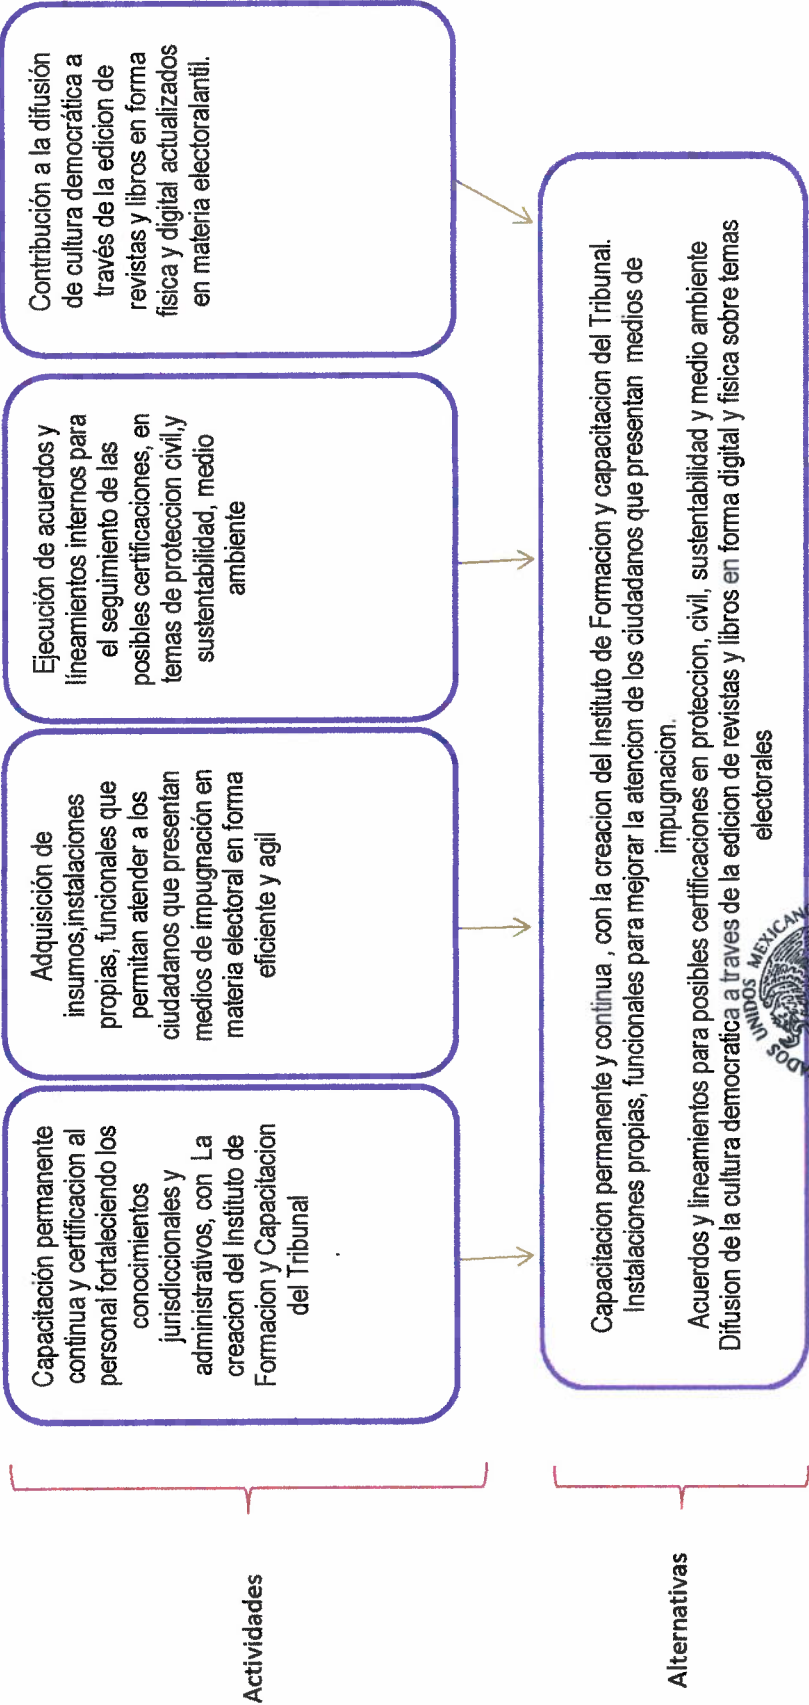 Actividades
Capacitación permanente
continua y certificacion al
personal fortaleciendo los
conocimientos
jurisdiccionales y
administrativos, con La
creacion del Instituto de
Formacion y Capacitacion
del Tribunal
Adquisición de
insumos,instalaciones
propias, funcionales que
permitan atender a los
ciudadanos que presentan
medios de impugnación en
materia electoral en forma
eficiente y agil
Ejecución de acuerdos y
líneamientos internos para
el seguimiento de las
posibles certificaciones, en
temas de proteccion civil,y
sustentabilidad, medio
ambiente
Contribución a la difusión
de cultura democrática a
través de la edicion de
revistas y libros en forma
fisica y digital actualizados
en materia electoralantil.
Alternativas
Capacitacion permanente y continua , con la creacion del Instituto de Formacion y capacitacion del Tribunal.
Instalaciones propias, funcionales para mejorar la atencion de los ciudadanos que presentan medios de
impugnacion.
Acuerdos y lineamientos para posibles certificaciones en proteccion, civil, sustentabilidad y medio ambiente
Difusion de la cultura democratica a traves de la edicion de revistas y libros en forma digital y fisica sobre temas
electorales
UNIDOS